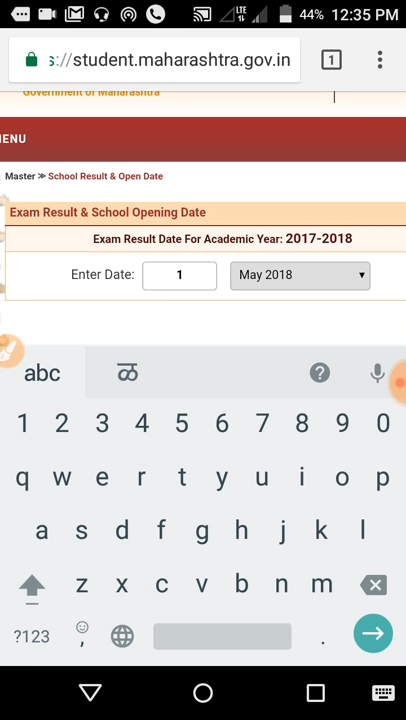 LTE 44% 12:35 PM
s://student.maharashtra.gov.in 1
Government of Maharashtra
ENU
Master ≫ School Result & Open Date
Exam Result & School Opening Date
Exam Result Date For Academic Year: 2017-2018
Enter Date: 1 May 2018
abc ळ ?
1 2 3 4 5 6 7 8 9 0
q w e r t y u i o p
a s d f g h j k l
z x c v b n m
?123 , .